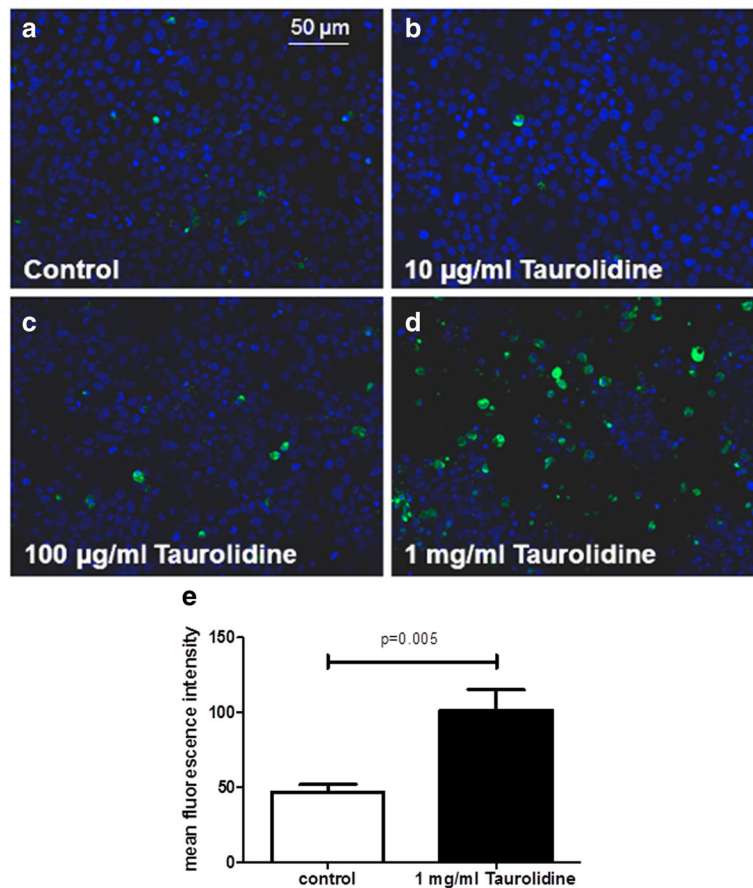 a
50 µm
b
Control
10 µg/ml Taurolidine
c
d
100 µg/ml Taurolidine
1 mg/ml Taurolidine
e
p=0.005
mean fluorescence intensity
150
100
50
0
control
1 mg/ml Taurolidine